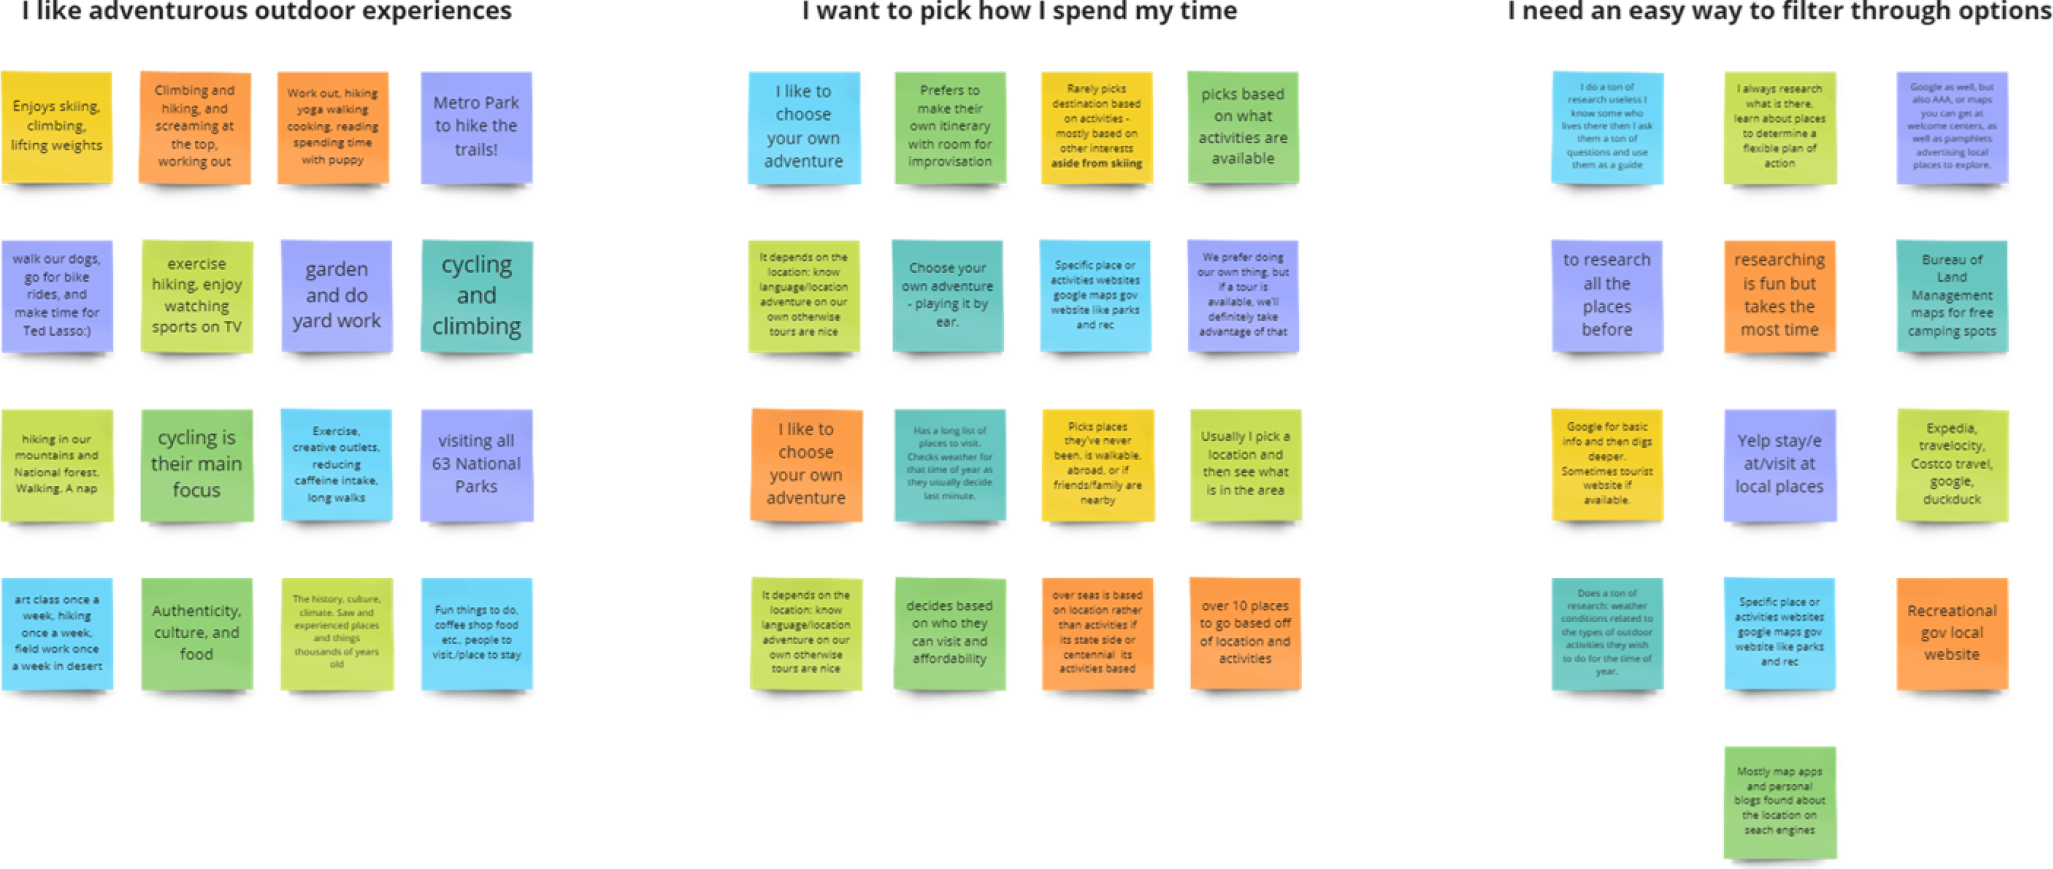 I like adventurous outdoor experiences
Enjoys skiing,
climbing,
lifting weights
Climbing and
hiking, and
screaming at
the top,
working out
Work out, hiking
yoga walking
cooking, reading
spending time
with puppy
Metro Park
to hike the
trails!
walk our dogs,
go for bike
rides, and
make time for
Ted Lasso:)
exercise
hiking, enjoy
watching
sports on TV
garden
and do
yard work
cycling
and
climbing
hiking in our
mountains and
National forest.
Walking. A nap
cycling is
their main
focus
Exercise,
creative outlets,
reducing
caffeine intake,
long walks
visiting all
63 National
Parks
art class once a
week, hiking
once a week,
field work once
a week in desert
Authenticity,
culture, and
food
The history, culture,
climate. Saw and
experienced places
and things
thousands of years
old
Fun things to do,
coffee shop food
etc., people to
visit,/place to stay
I want to pick how I spend my time
I like to
choose
your own
adventure
Prefers to
make their
own itinerary
with room for
improvisation
Rarely picks
destination based
on activities -
mostly based on
other interests
aside from skiing
picks based
on what
activities are
available
It depends on the
location: know
language/location
adventure on our
own otherwise
tours are nice
Choose your
own adventure
- playing it by
ear.
Specific place or
activities websites
google maps gov
website like parks
and rec
We prefer doing
our own thing, but
if a tour is
available, we'll
definitely take
advantage of that
I like to
choose
your own
adventure
Has a long list of
places to visit.
Checks weather for
that time of year as
they usually decide
last minute.
Picks places
they've never
been, is walkable,
abroad, or if
friends/family are
nearby
Usually I pick a
location and
then see what
is in the area
It depends on the
location: know
language/location
adventure on our
own otherwise
tours are nice
decides based
on who they
can visit and
affordability
over seas is based
on location rather
than activities if
its state side or
centennial its
activities based
over 10 places
to go based off
of location and
activities
I need an easy way to filter through options
I do a ton of
research useless I
know some who
lives there then I ask
them a ton of
questions and use
them as a guide
I always research
what is there,
learn about places
to determine a
flexible plan of
action
Google as well, but
also AAA, or maps
you can get at
welcome centers, as
well as pamphlets
advertising local
places to explore.
to research
all the
places
before
researching
is fun but
takes the
most time
Bureau of
Land
Management
maps for free
camping spots
Google for basic
info and then digs
deeper.
Sometimes tourist
website if
available.
Yelp stay/e
at/visit at
local places
Expedia,
travelocity,
Costco travel,
google,
duckduck
Does a ton of
research: weather
conditions related to
the types of outdoor
activities they wish
to do for the time of
year.
Specific place or
activities websites
google maps gov
website like parks
and rec
Recreational
gov local
website
Mostly map apps
and personal
blogs found about
the location on
seach engines